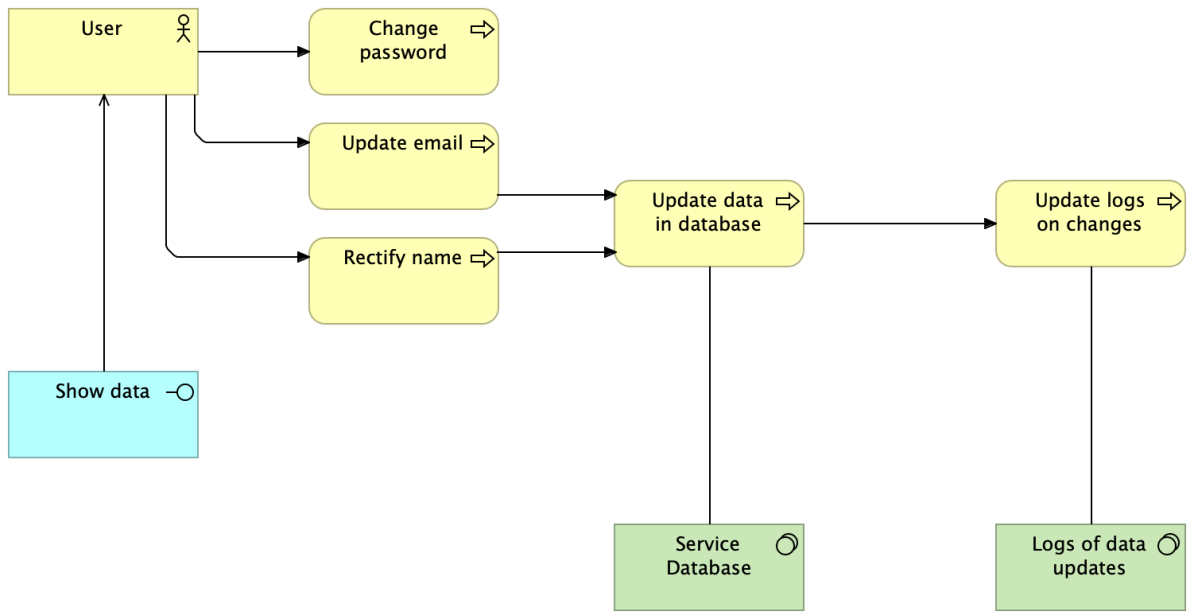 User
Change
password
Update email
Rectify name
Update data
in database
Update logs
on changes
Show data
Service
Database
Logs of data
updates